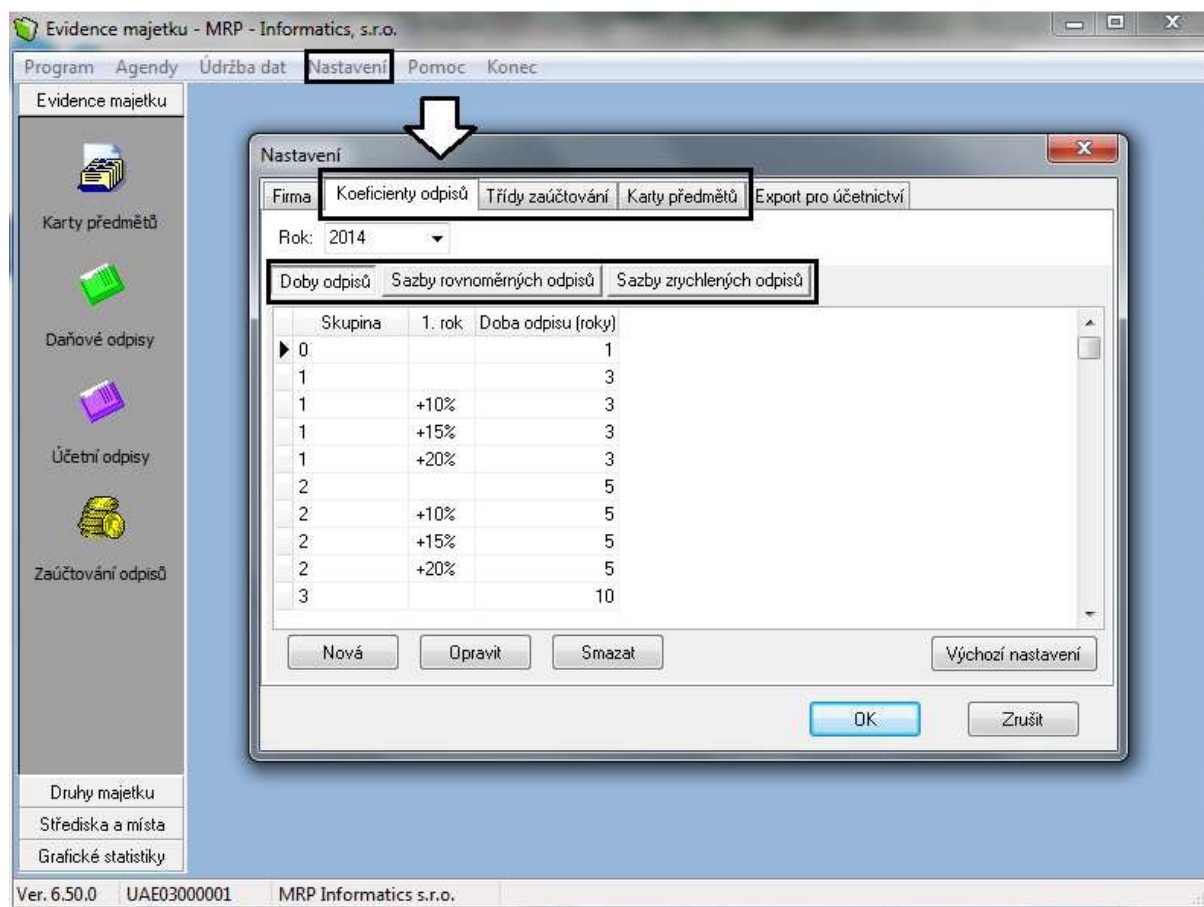 Evidence majetku - MRP - Informatics, s.r.o.
Program Agendy Údržba dat Nastavení Pomoc Konec
Evidence majetku
Karty předmětů
Daňové odpisy
Účetní odpisy
Zaúčtování odpisů
Druhy majetku
Střediska a místa
Grafické statistiky
Nastavení
Firma Koeficienty odpisů Třídy zaúčtování Karty předmětů Export pro účetnictví
Rok: 2014
Doby odpisů Sazby rovnoměrných odpisů Sazby zrychlených odpisů
Skupina 1. rok Doba odpisu (roky)
0 1
1 3
1 +10% 3
1 +15% 3
1 +20% 3
2 5
2 +10% 5
2 +15% 5
2 +20% 5
3 10
Nová Opravit Smazat Výchozí nastavení
OK Zrušit
Ver. 6.50.0 UAE03000001 MRP Informatics s.r.o.